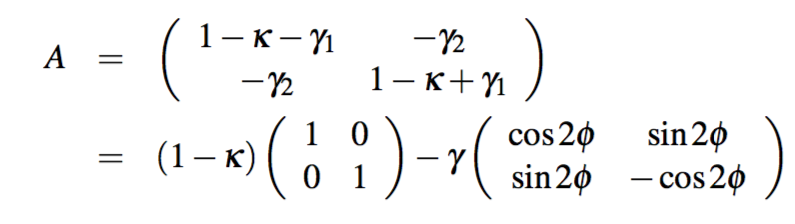 A = ( 1 − κ − γ₁ −γ₂
−γ₂ 1 − κ + γ₁ )
= (1 − κ) ( 1 0
0 1 ) − γ ( cos 2ϕ sin 2ϕ
sin 2ϕ − cos 2ϕ )